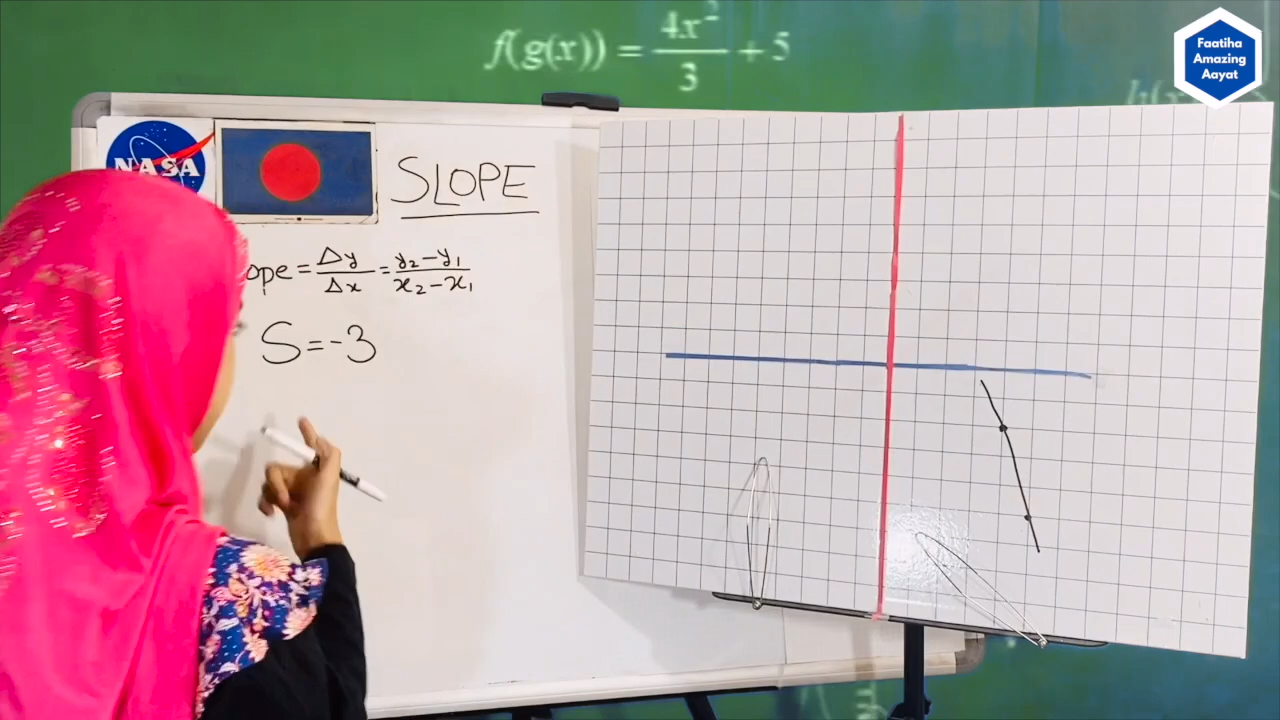 f(g(x)) = 4x²/3 + 5
Faatiha
Amazing
Aayat
NASA
SLOPE
ope = Δy/Δx = y₂-y₁/x₂-x₁
S=-3